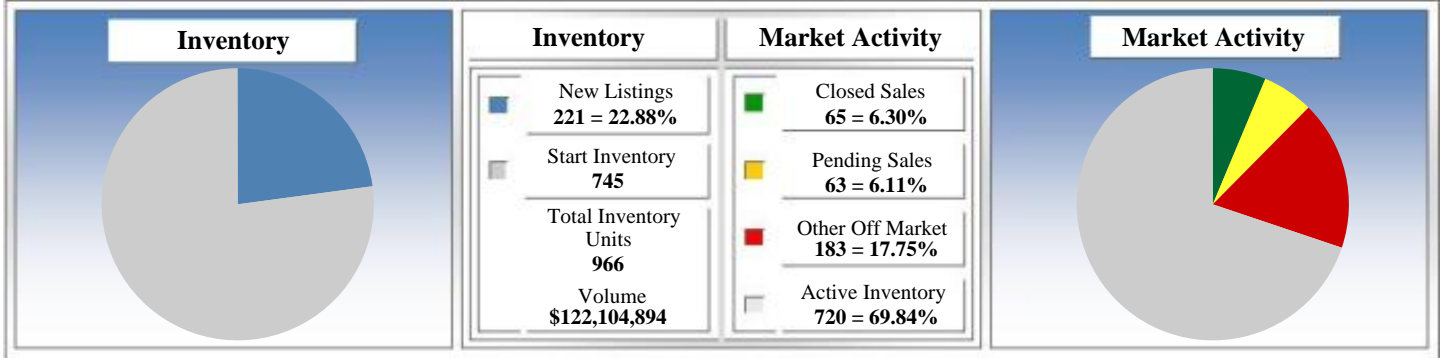 Inventory
Inventory
Market Activity
Market Activity
New Listings
221 = 22.88%
Start Inventory
745
Total Inventory
Units
966
Volume
$122,104,894
Closed Sales
65 = 6.30%
Pending Sales
63 = 6.11%
Other Off Market
183 = 17.75%
Active Inventory
720 = 69.84%